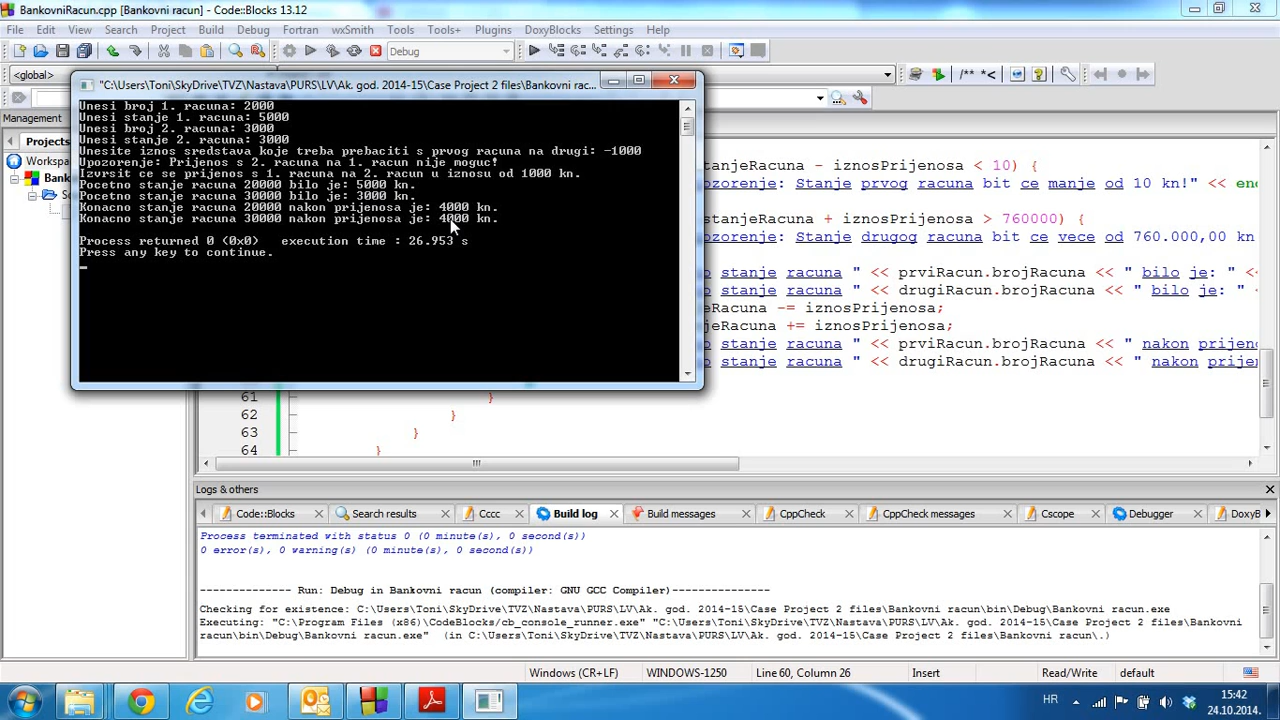 BankovniRacun.cpp [Bankovni racun] - Code::Blocks 13.12
File Edit View Search Project Build Debug Fortran wxSmith Tools Tools+ Plugins DoxyBlocks Settings Help
Debug
<global>
/** *<
"C:\Users\Toni\SkyDrive\TVZ\Nastava\PURS\LV\Ak. god. 2014-15\Case Project 2 files\Bankovni rac...
Management
Projects
Workspa
Bank
So
Unesi broj 1. racuna: 2000
Unesi stanje 1. racuna: 5000
Unesi broj 2. racuna: 3000
Unesi stanje 2. racuna: 3000
Unesite iznos sredstava koje treba prebaciti s prvog racuna na drugi: -1000
Upozorenje: Prijenos s 2. racuna na 1. racun nije moguc!
Izvrsit ce se prijenos s 1. racuna na 2. racun u iznosu od 1000 kn.
Pocetno stanje racuna 20000 bilo je: 5000 kn.
Pocetno stanje racuna 30000 bilo je: 3000 kn.
Konacno stanje racuna 20000 nakon prijenosa je: 4000 kn.
Konacno stanje racuna 30000 nakon prijenosa je: 4000 kn.
Process returned 0 (0x0) execution time : 26.953 s
Press any key to continue.
tanjeRacuna - iznosPrijenosa < 10) {
pozorenje: Stanje prvog racuna bit ce manje od 10 kn!" << en
tanjeRacuna + iznosPrijenosa > 760000) {
ozorenje: Stanje drugog racuna bit ce vece od 760.000,00 kn
o stanje racuna " << prviRacun.brojRacuna << " bilo je: " <
o stanje racuna " << drugiRacun.brojRacuna << " bilo je: "
jeRacuna -= iznosPrijenosa;
jeRacuna += iznosPrijenosa;
o stanje racuna " << prviRacun.brojRacuna << " nakon prijeno
o stanje racuna " << drugiRacun.brojRacuna << " nakon prije
61 }
62 }
63 }
64 }
Logs & others
Code::Blocks Search results Cccc Build log Build messages CppCheck CppCheck messages Cscope Debugger DoxyB
Process terminated with status 0 (0 minute(s), 0 second(s))
0 error(s), 0 warning(s) (0 minute(s), 0 second(s))
-------------- Run: Debug in Bankovni racun (compiler: GNU GCC Compiler)---------------
Checking for existence: C:\Users\Toni\SkyDrive\TVZ\Nastava\PURS\LV\Ak. god. 2014-15\Case Project 2 files\Bankovni racun\bin\Debug\Bankovni racun.exe
Executing: "C:\Program Files (x86)\CodeBlocks/cb_console_runner.exe" "C:\Users\Toni\SkyDrive\TVZ\Nastava\PURS\LV\Ak. god. 2014-15\Case Project 2 files\Bankovni
racun\bin\Debug\Bankovni racun.exe" (in C:\Users\Toni\SkyDrive\TVZ\Nastava\PURS\LV\Ak. god. 2014-15\Case Project 2 files\Bankovni racun\.)
Windows (CR+LF) WINDOWS-1250 Line 60, Column 26 Insert Read/Write default
HR 15:42
24.10.2014.